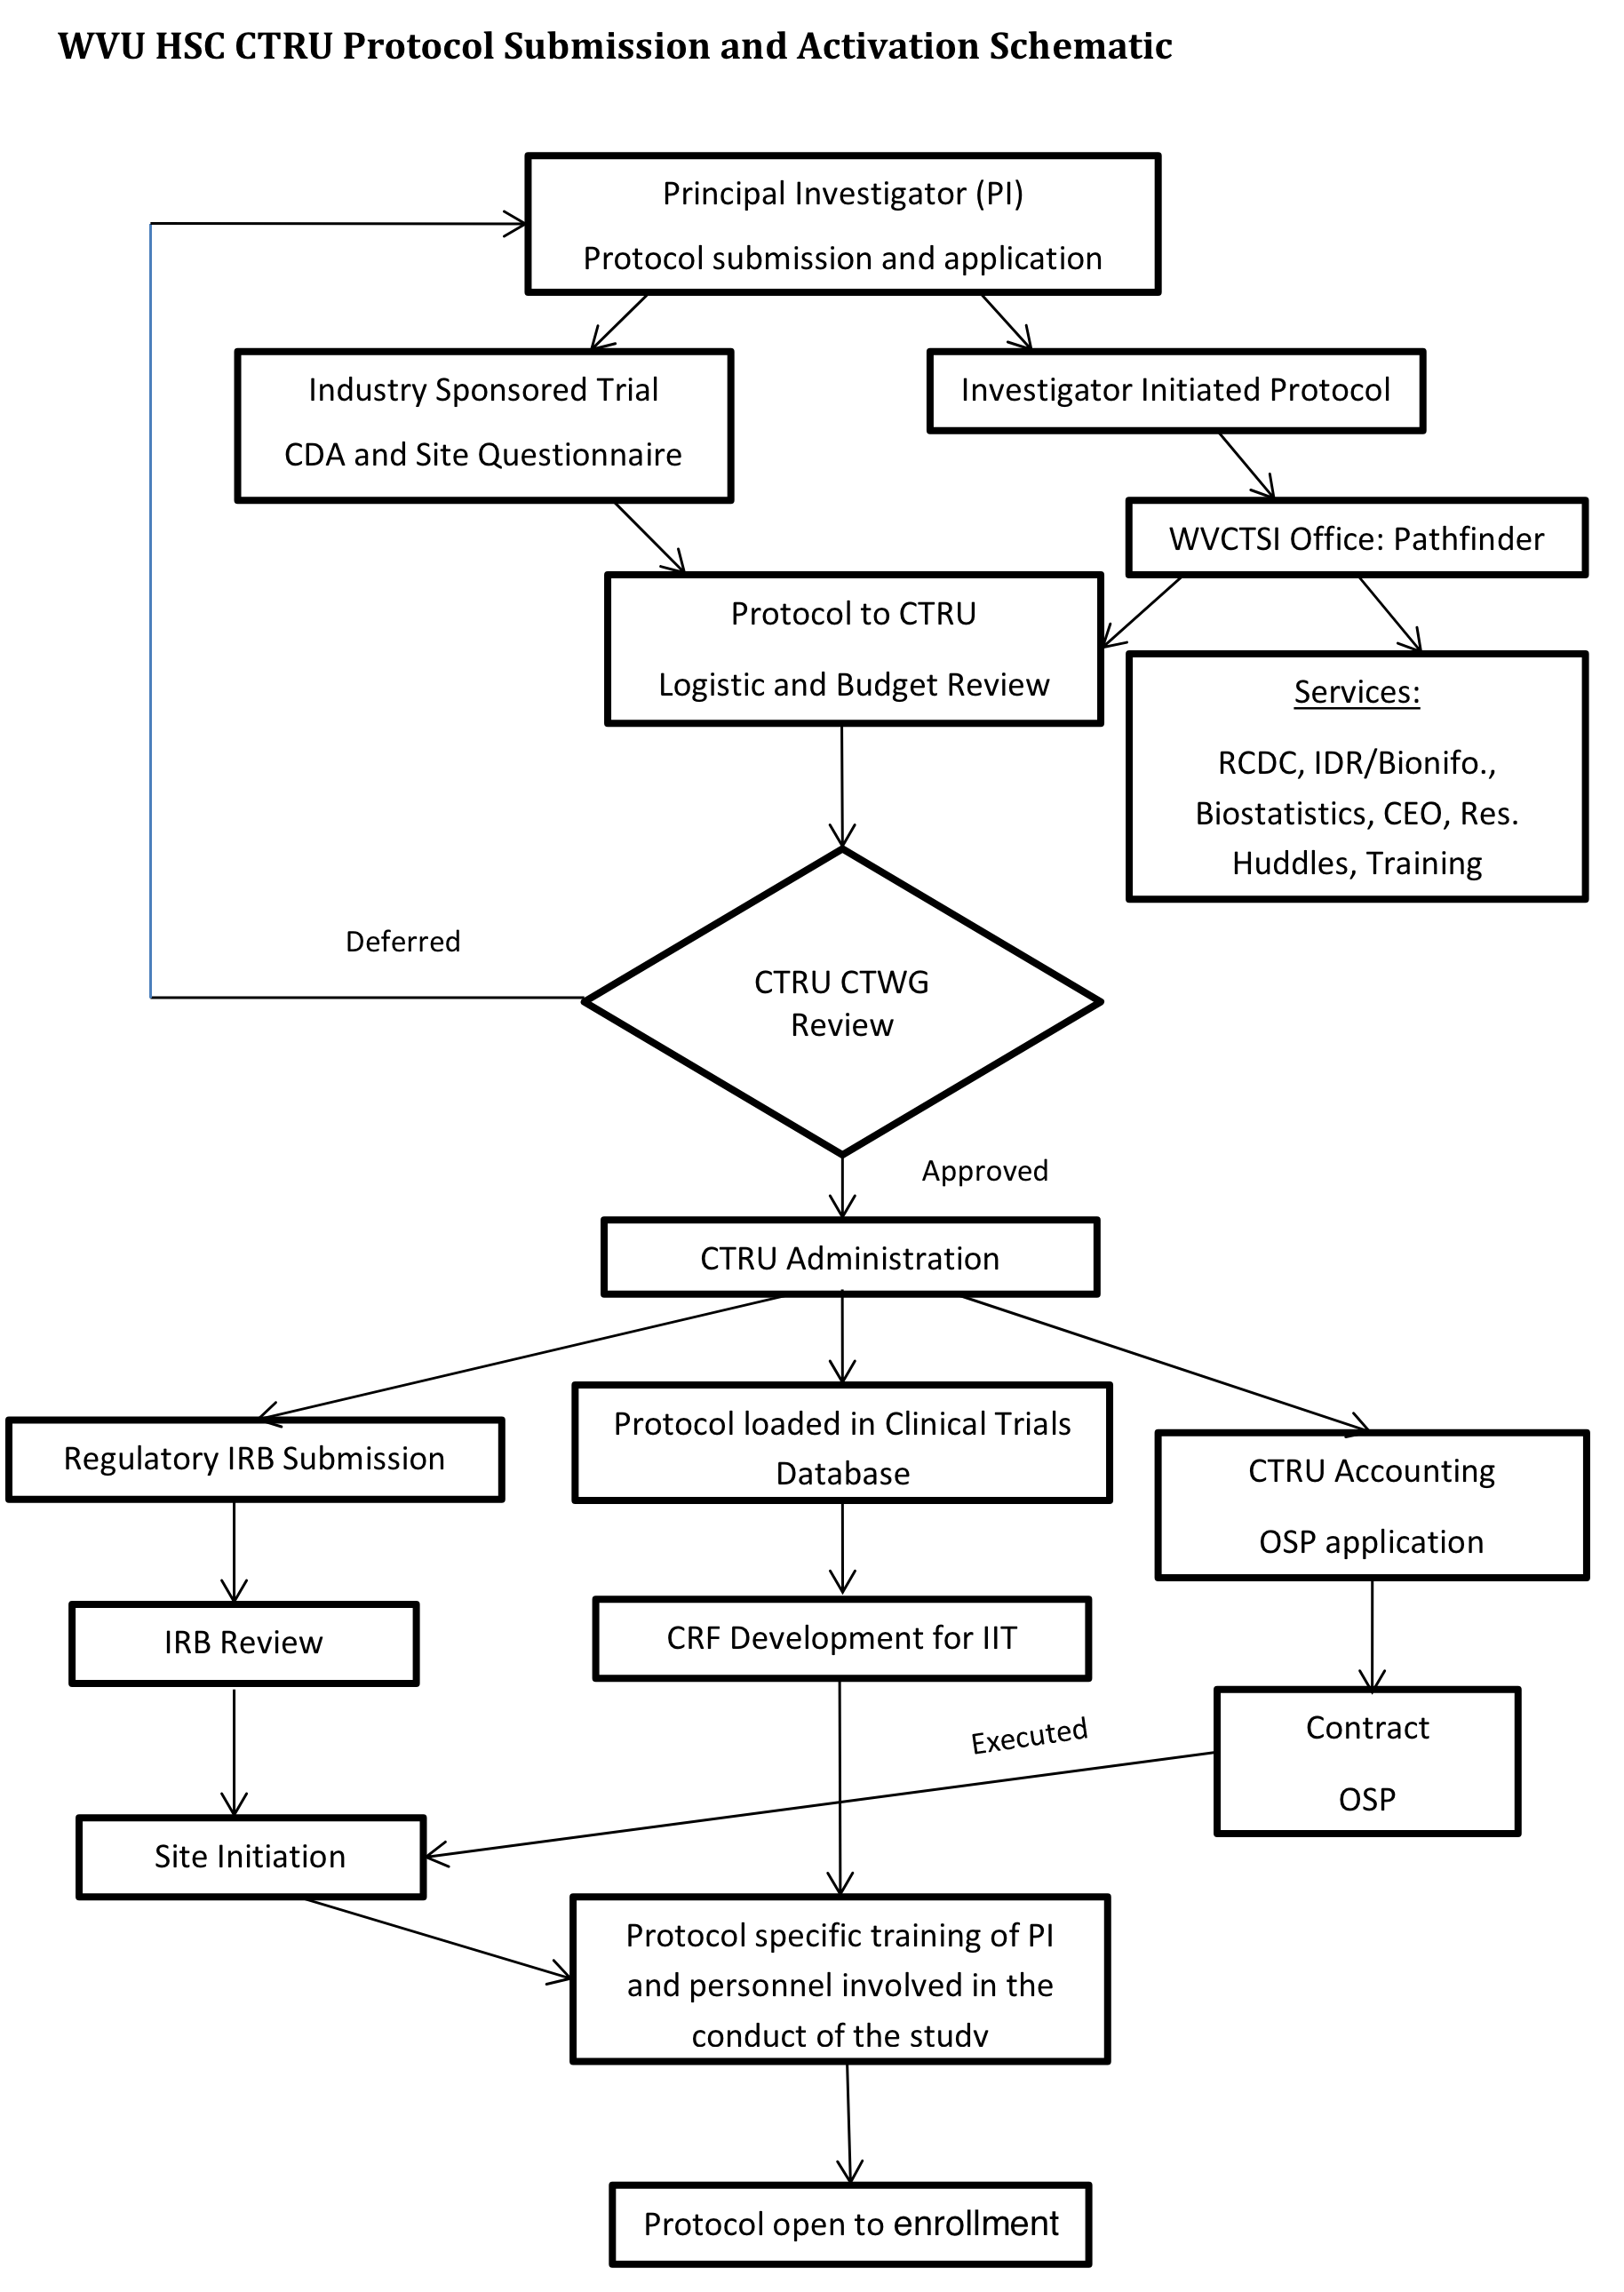 WVU HSC CTRU Protocol Submission and Activation Schematic
Principal Investigator (PI)
Protocol submission and application
Industry Sponsored Trial
CDA and Site Questionnaire
Investigator Initiated Protocol
WVCTSI Office: Pathfinder
Protocol to CTRU
Logistic and Budget Review
Services:
RCDC, IDR/Bionifo.,
Biostatistics, CEO, Res.
Huddles, Training
Deferred
CTRU CTWG
Review
Approved
CTRU Administration
Regulatory IRB Submission
Protocol loaded in Clinical Trials
Database
CTRU Accounting
OSP application
IRB Review
CRF Development for IIT
Executed
Contract
OSP
Site Initiation
Protocol specific training of PI
and personnel involved in the
conduct of the study
Protocol open to enrollment